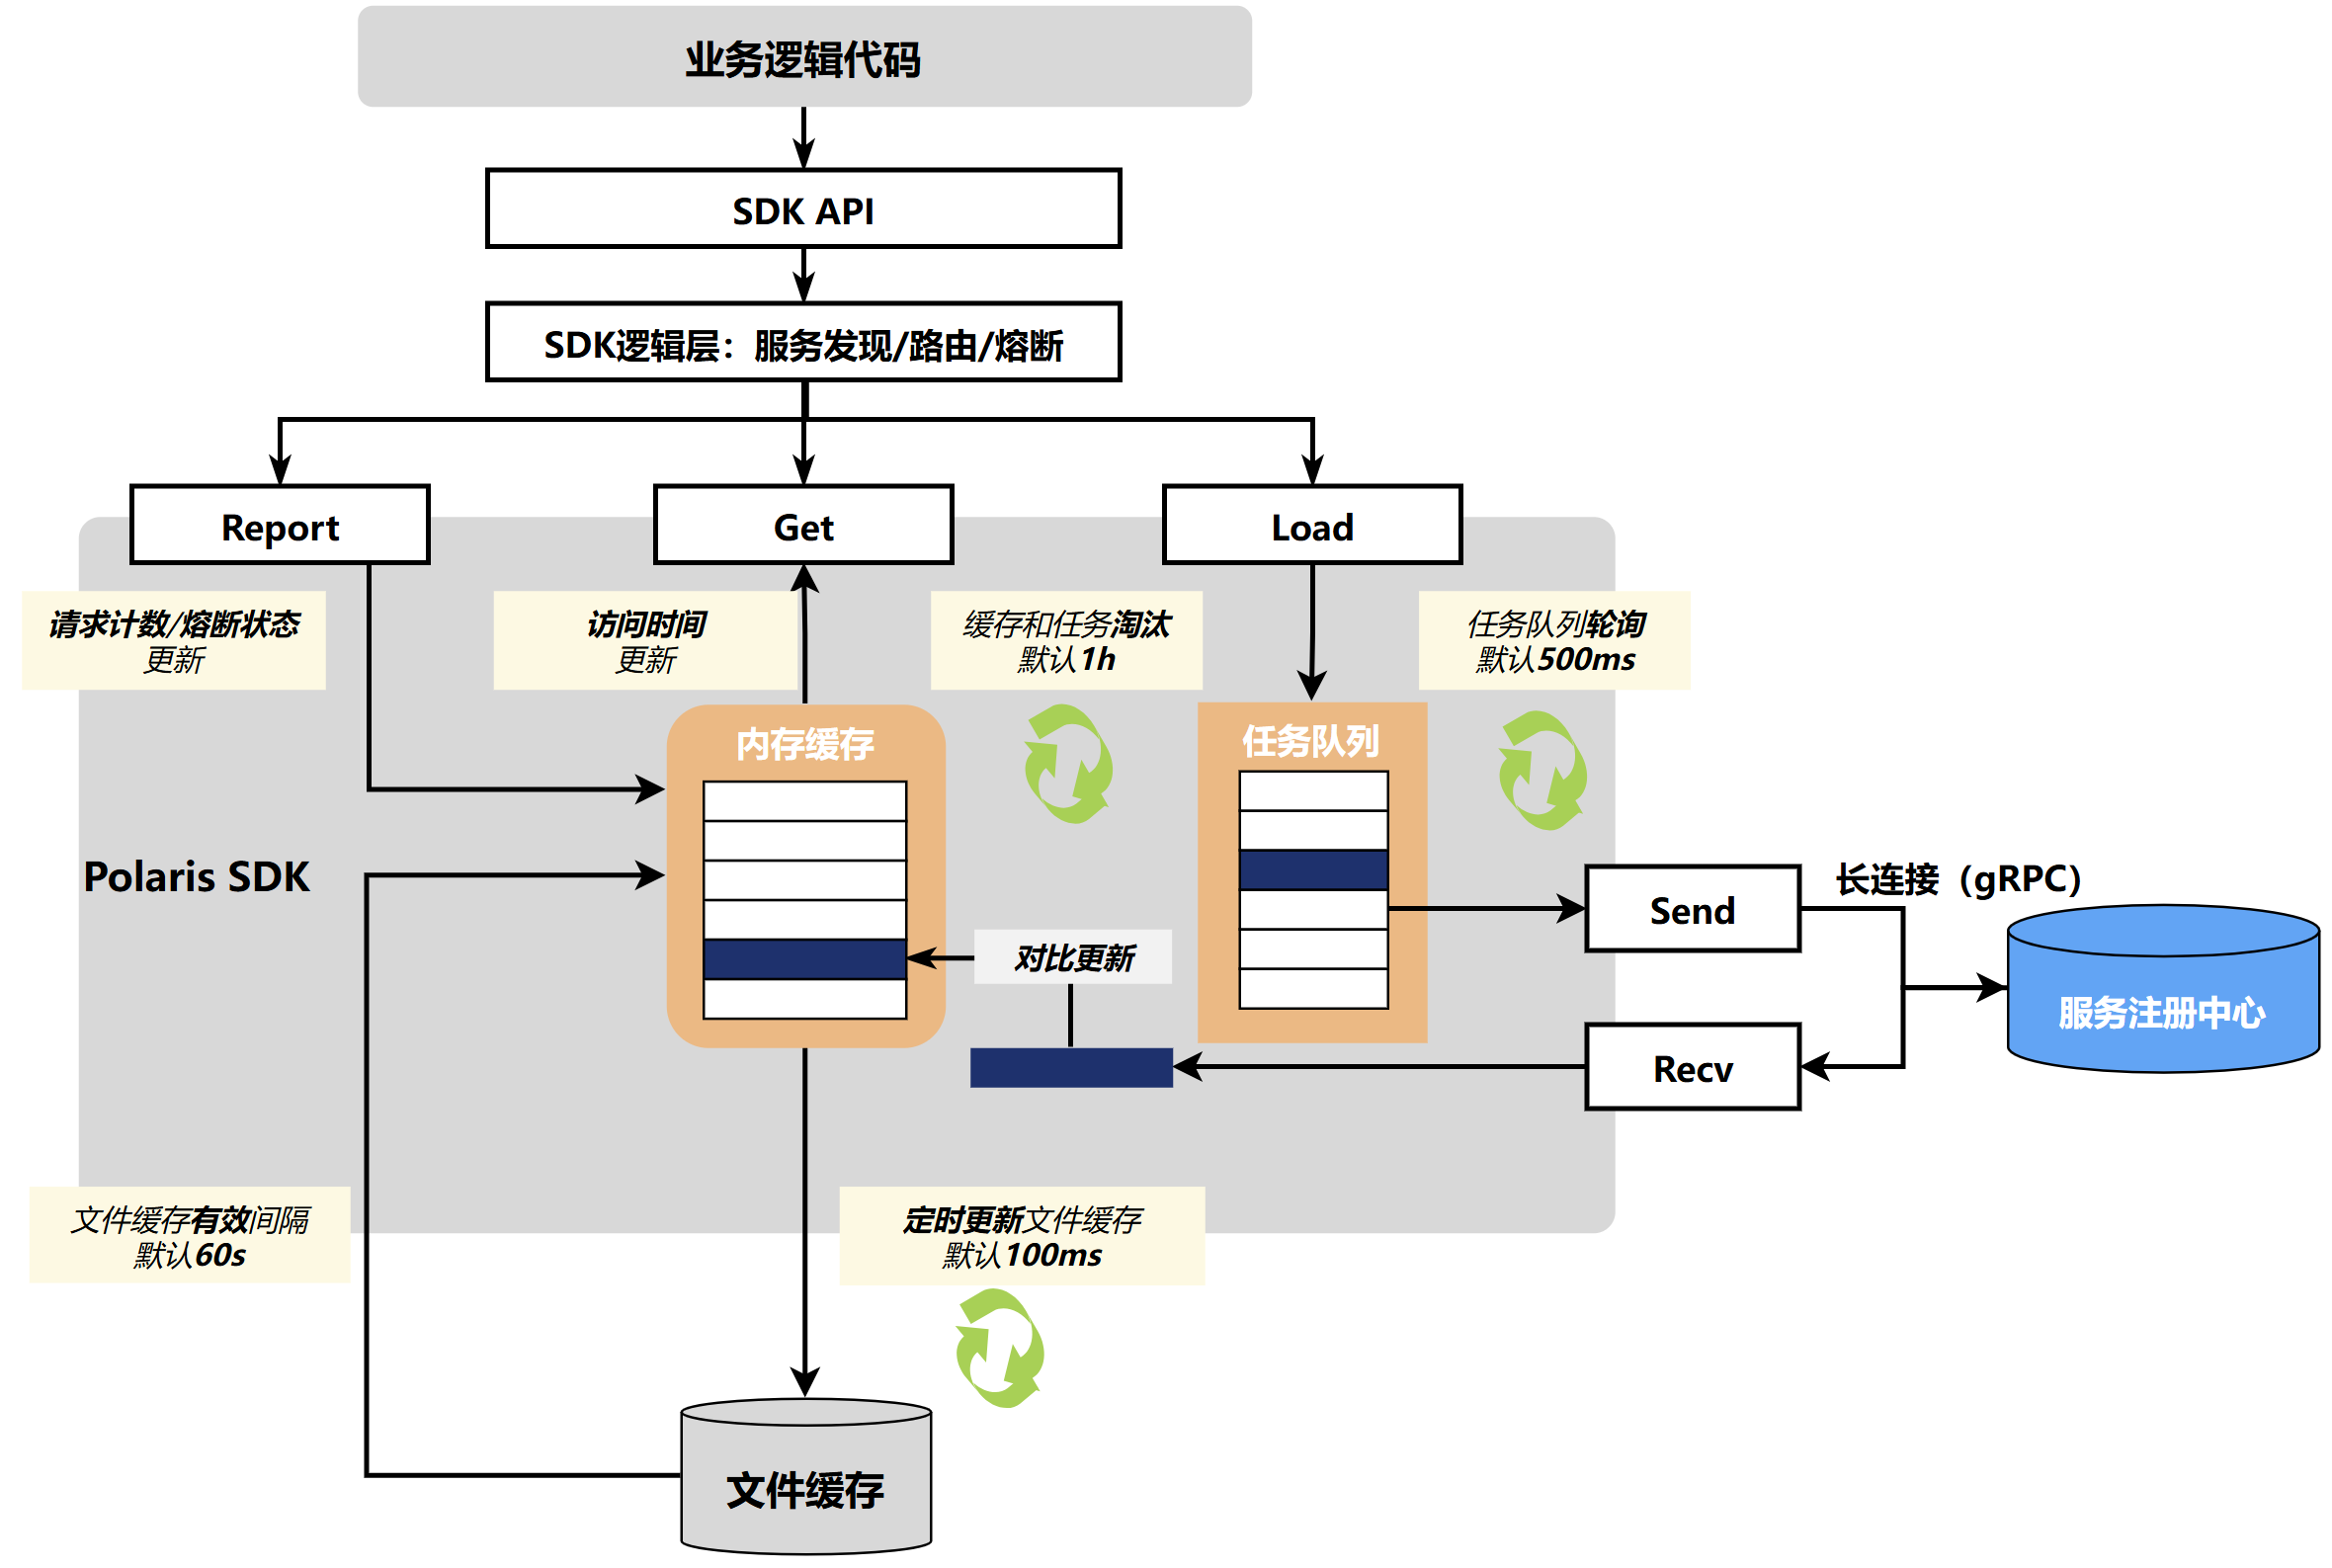 业务逻辑代码
SDK API
SDK逻辑层：服务发现/路由/熔断
Report
Get
Load
请求计数/熔断状态
更新
访问时间
更新
缓存和任务淘汰
默认1h
任务队列轮询
默认500ms
内存缓存
任务队列
Polaris SDK
对比更新
Send
长连接（gRPC）
服务注册中心
Recv
文件缓存有效间隔
默认60s
定时更新文件缓存
默认100ms
文件缓存